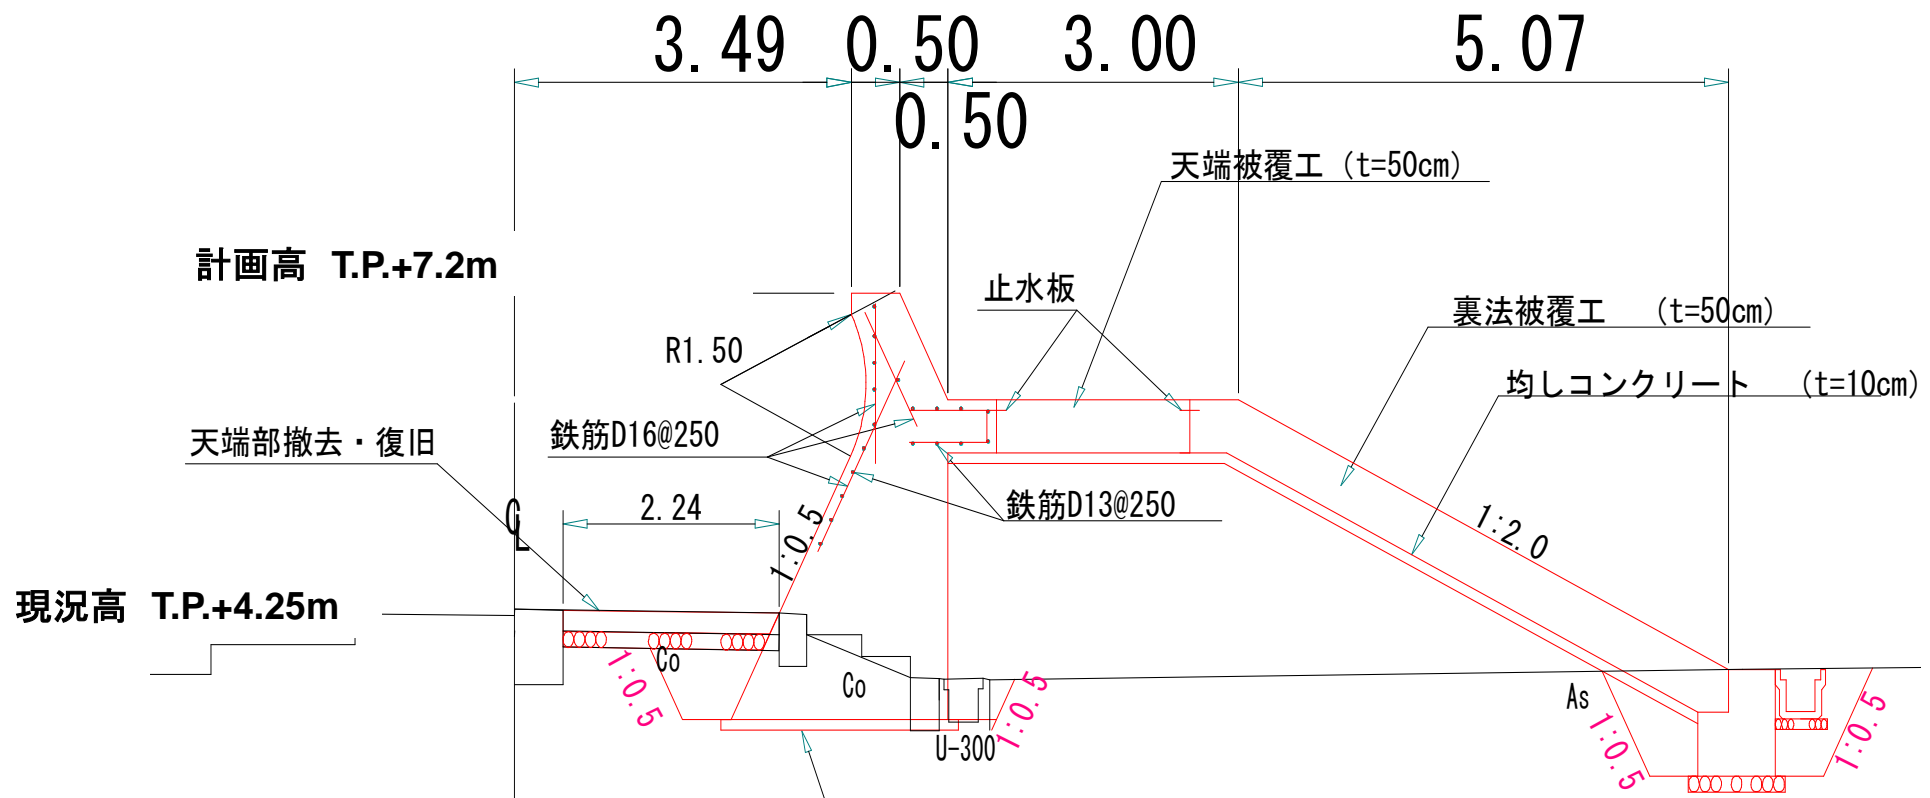 3.49 0.50 3.00 5.07
0.50
天端被覆工 (t=50cm)
計画高 T.P.+7.2m
止水板
裏法被覆工 (t=50cm)
R1.50
均しコンクリート (t=10cm)
天端部撤去・復旧
鉄筋D16@250
2.24
鉄筋D13@250
CL
1:0.5
1:2.0
現況高 T.P.+4.25m
Co
1:0.5
Co
As
1:0.5
U-300
1:0.5
1:0.5